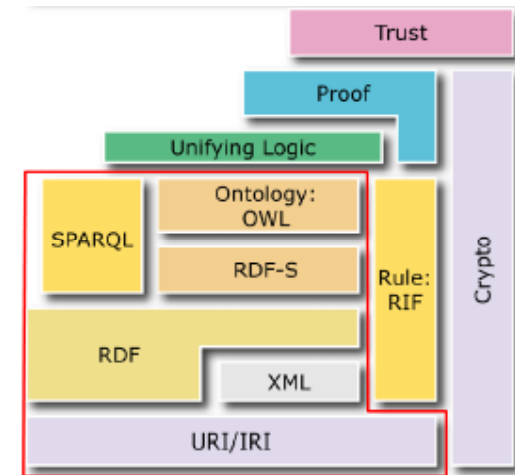 Trust
Proof
Unifying Logic
Ontology:
OWL
SPARQL
RDF-S
Rule:
RIF
Crypto
RDF
XML
URI/IRI